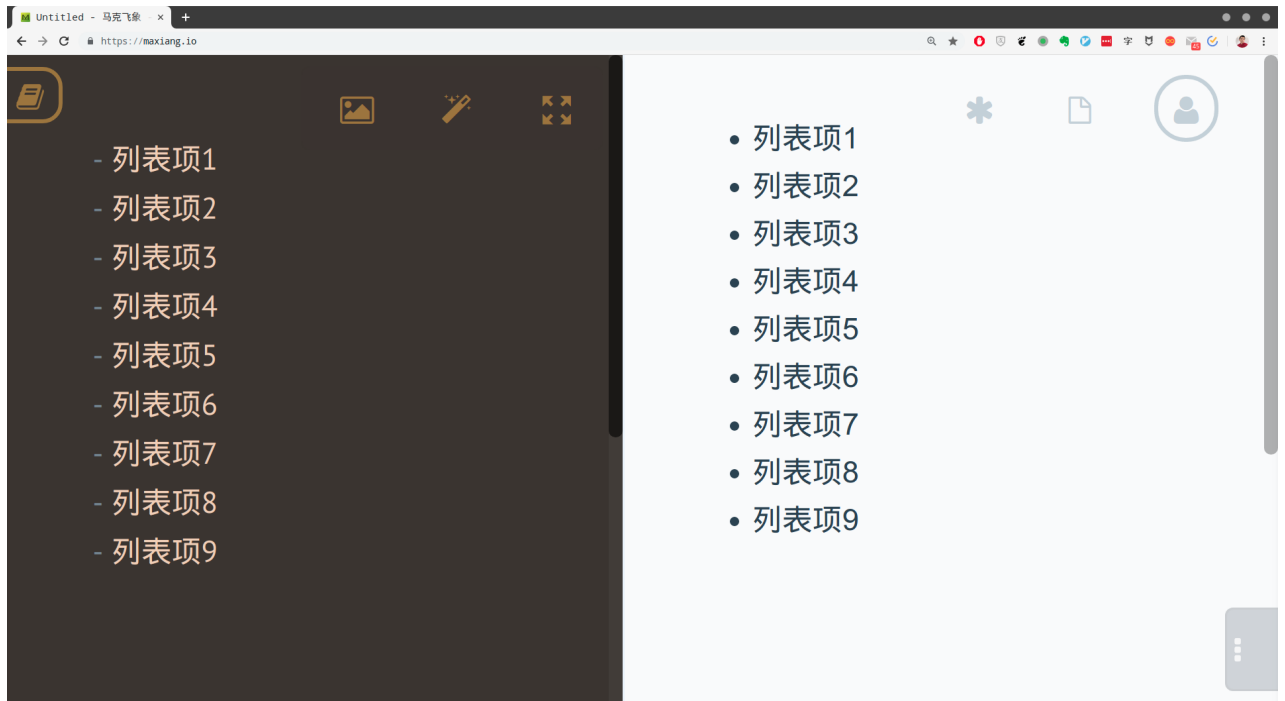 Untitled - 马克飞象
https://maxiang.io
- 列表项1
- 列表项2
- 列表项3
- 列表项4
- 列表项5
- 列表项6
- 列表项7
- 列表项8
- 列表项9
• 列表项1
• 列表项2
• 列表项3
• 列表项4
• 列表项5
• 列表项6
• 列表项7
• 列表项8
• 列表项9